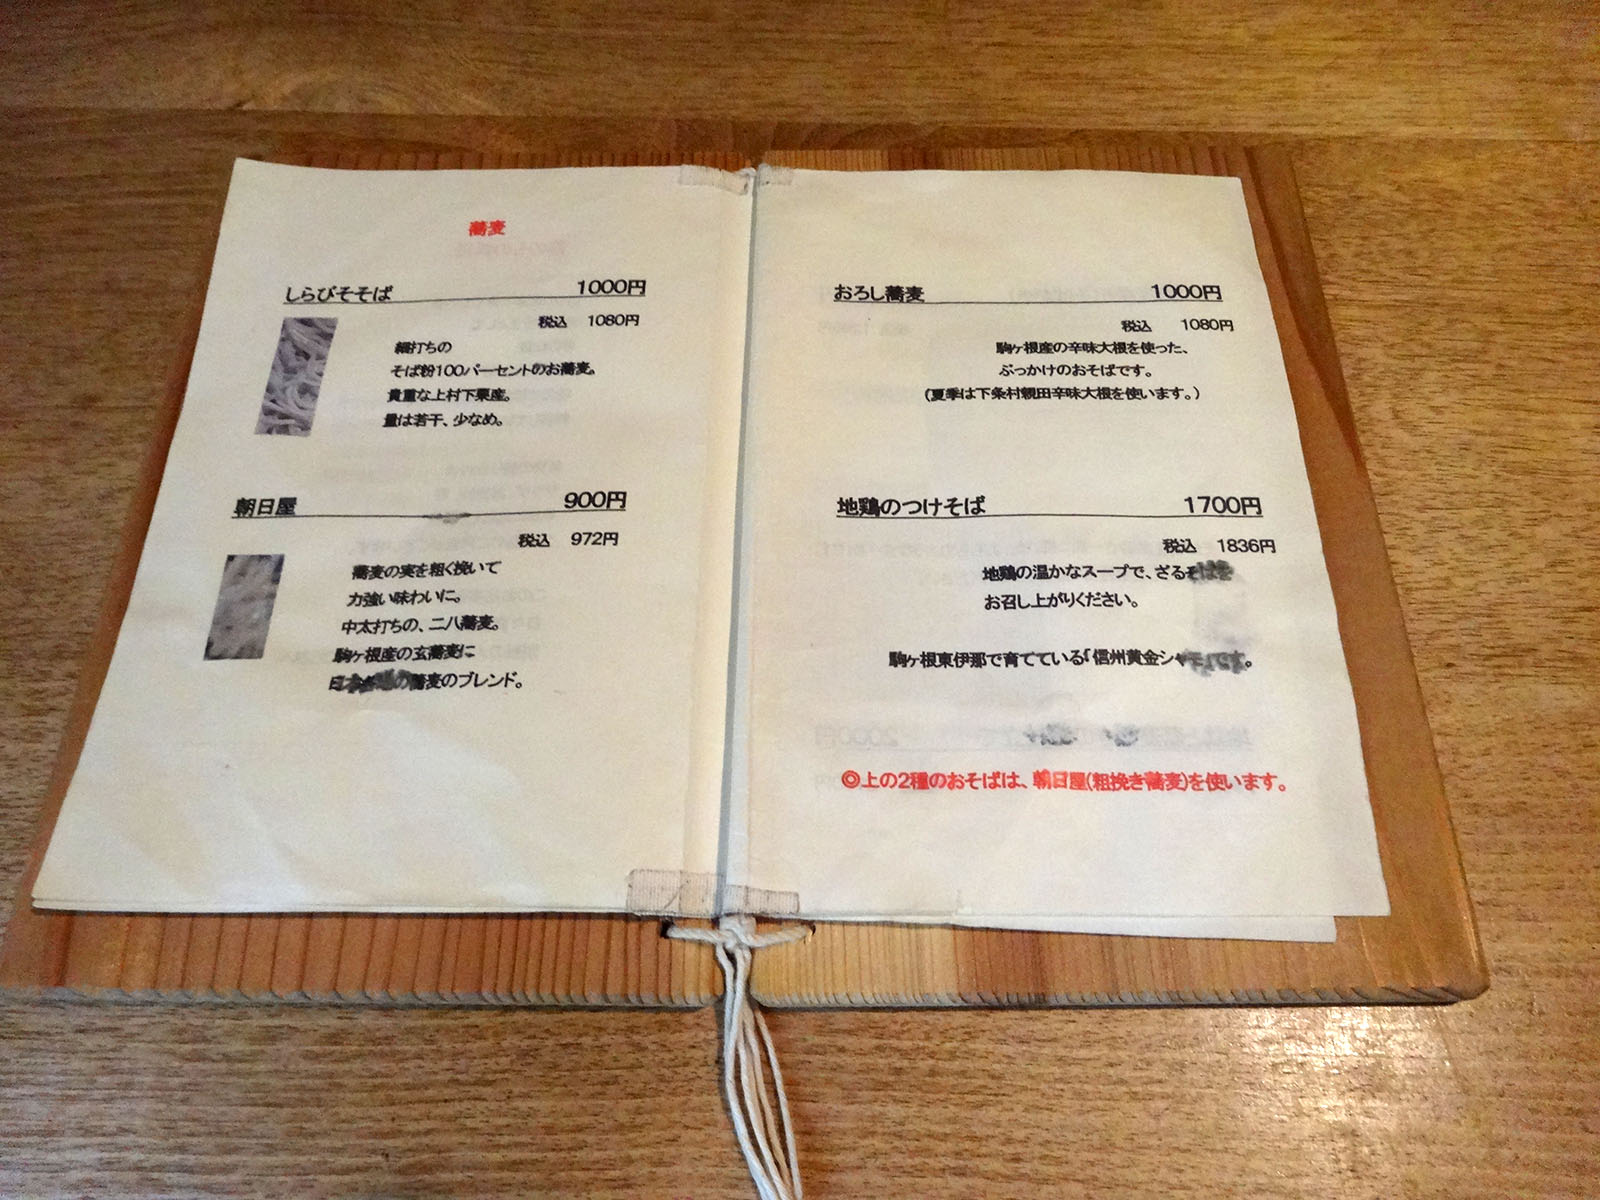 蕎麦
しらびそそば 1000円
税込 1080円
細打ちの
そば粉100パーセントのお蕎麦。
貴重な上村下栗産。
量は若干、少なめ。
朝日屋 900円
税込 972円
蕎麦の実を粗く挽いて
力強い味わいに。
中太打ちの、二八蕎麦。
駒ヶ根産の玄蕎麦に
の蕎麦のブレンド。
おろし蕎麦 1000円
税込 1080円
駒ヶ根産の辛味大根を使った、
ぶっかけのおそばです。
(夏季は下条村親田辛味大根を使います。)
地鶏のつけそば 1700円
税込 1836円
地鶏の温かなスープで、ざるそばを
お召し上がりください。
駒ヶ根東伊那で育てている「信州黄金シャモ
◎上の2種のおそばは、朝日屋(粗挽き蕎麦)を使います。